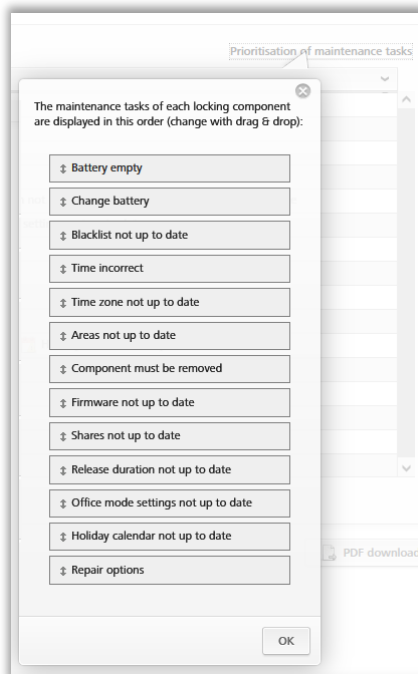 Prioritisation of maintenance tasks
The maintenance tasks of each locking component
are displayed in this order (change with drag & drop):
Battery empty
Change battery
Blacklist not up to date
Time incorrect
Time zone not up to date
Areas not up to date
Component must be removed
Firmware not up to date
Shares not up to date
Release duration not up to date
Office mode settings not up to date
Holiday calendar not up to date
Repair options
PDF download
OK